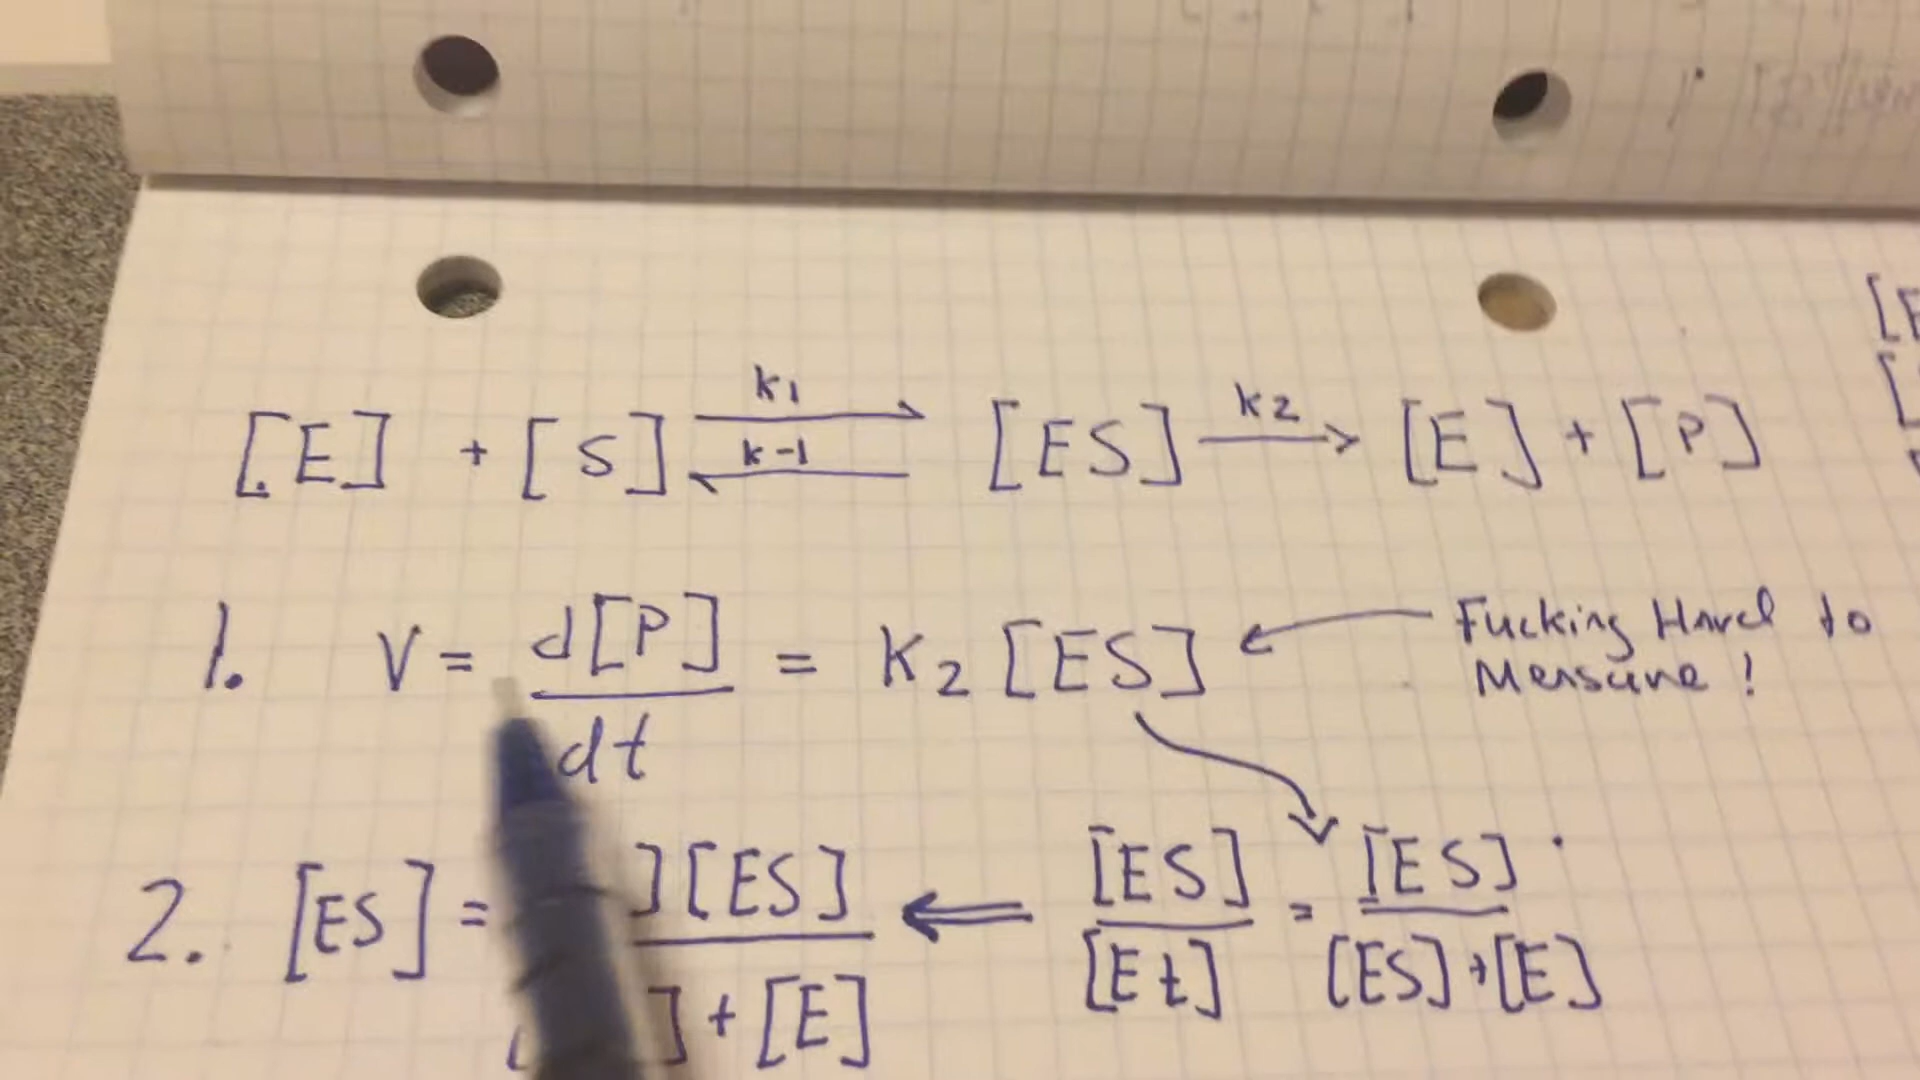 [E] + [S] k1 k-1 [ES] k2 [E] + [P]
1. V = d[P] / dt = K2 [ES] Fucking Hard to
Measure!
2. [ES] = ][ES] / ] + [E] [ES] / [Et] = [ES] / [ES] + [E]